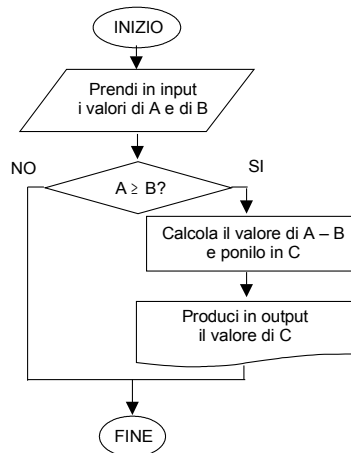 INIZIO
Prendi in input
i valori di A e di B
NO
SI
A ≥ B?
Calcola il valore di A – B
e ponilo in C
Produci in output
il valore di C
FINE